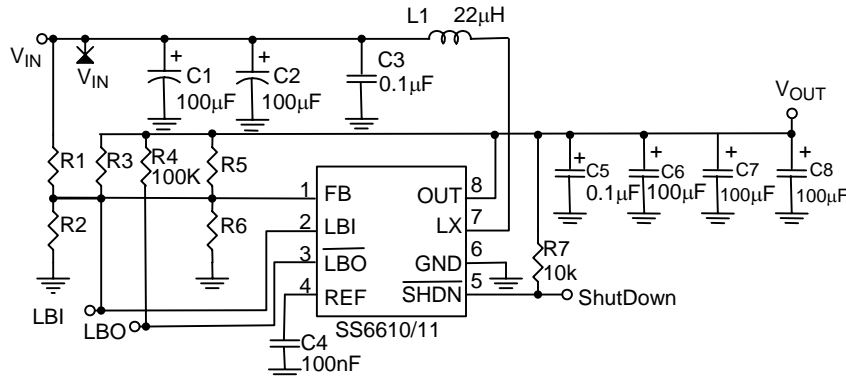 L1 22μH
VIN
VIN
C1
100μF
C2
100μF
C3
0.1μF
VOUT
R1
R3
R4
100K
R5
R2
R6
1 FB
2 LBI
3 LBO
4 REF
OUT 8
LX 7
GND 6
SHDN 5
SS6610/11
C5
0.1μF
C6
100μF
C7
100μF
C8
100μF
R7
10k
ShutDown
LBI
LBO
C4
100nF